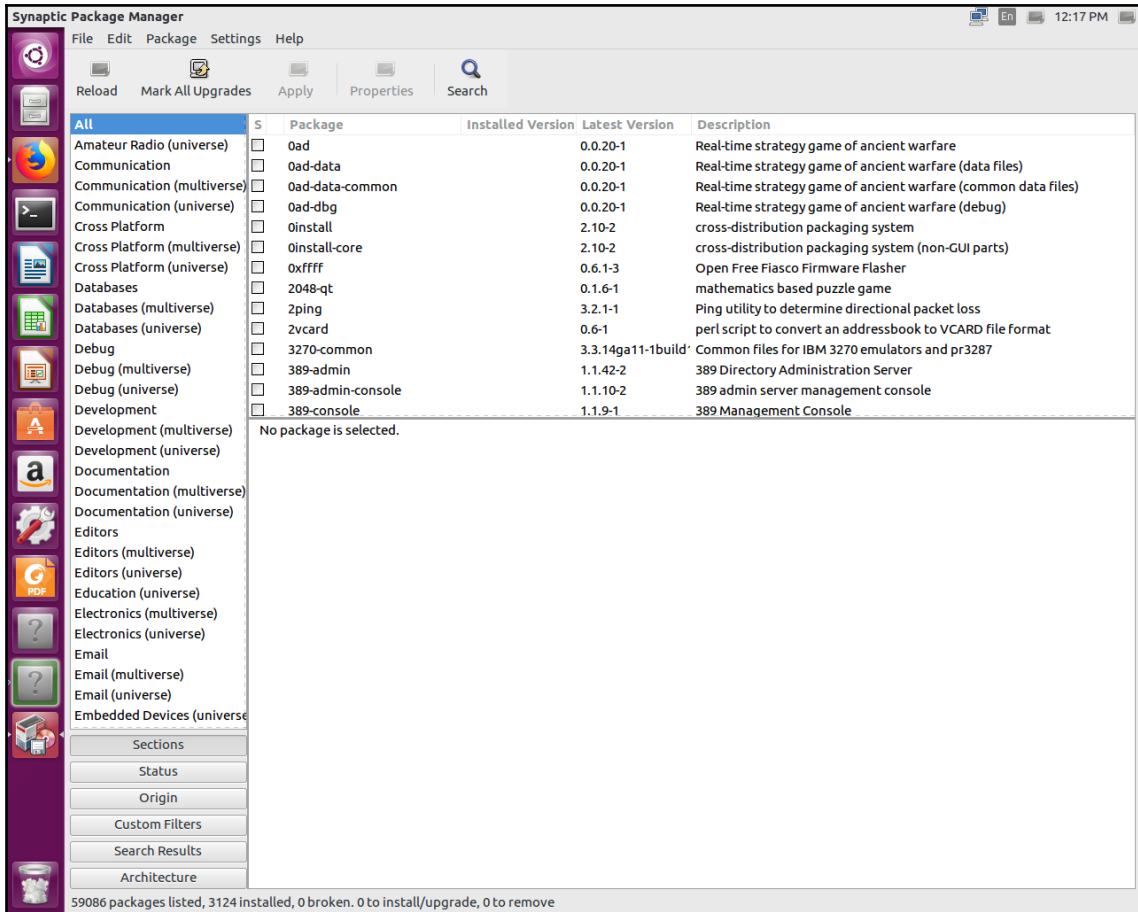 Synaptic Package Manager
En 12:17 PM
File Edit Package Settings Help
Reload Mark All Upgrades Apply Properties Search
All
Amateur Radio (universe)
Communication
Communication (multiverse)
Communication (universe)
Cross Platform
Cross Platform (multiverse)
Cross Platform (universe)
Databases
Databases (multiverse)
Databases (universe)
Debug
Debug (multiverse)
Debug (universe)
Development
Development (multiverse)
Development (universe)
Documentation
Documentation (multiverse)
Documentation (universe)
Editors
Editors (multiverse)
Editors (universe)
Education (universe)
Electronics (multiverse)
Electronics (universe)
Email
Email (multiverse)
Email (universe)
Embedded Devices (universe
Sections
Status
Origin
Custom Filters
Search Results
Architecture
S Package Installed Version Latest Version Description
0ad 0.0.20-1 Real-time strategy game of ancient warfare
0ad-data 0.0.20-1 Real-time strategy game of ancient warfare (data files)
0ad-data-common 0.0.20-1 Real-time strategy game of ancient warfare (common data files)
0ad-dbg 0.0.20-1 Real-time strategy game of ancient warfare (debug)
0install 2.10-2 cross-distribution packaging system
0install-core 2.10-2 cross-distribution packaging system (non-GUI parts)
0xffff 0.6.1-3 Open Free Fiasco Firmware Flasher
2048-qt 0.1.6-1 mathematics based puzzle game
2ping 3.2.1-1 Ping utility to determine directional packet loss
2vcard 0.6-1 perl script to convert an addressbook to VCARD file format
3270-common 3.3.14ga11-1build1 Common files for IBM 3270 emulators and pr3287
389-admin 1.1.42-2 389 Directory Administration Server
389-admin-console 1.1.10-2 389 admin server management console
389-console 1.1.9-1 389 Management Console
No package is selected.
59086 packages listed, 3124 installed, 0 broken. 0 to install/upgrade, 0 to remove
>_
A
a
G
PDF
?
?